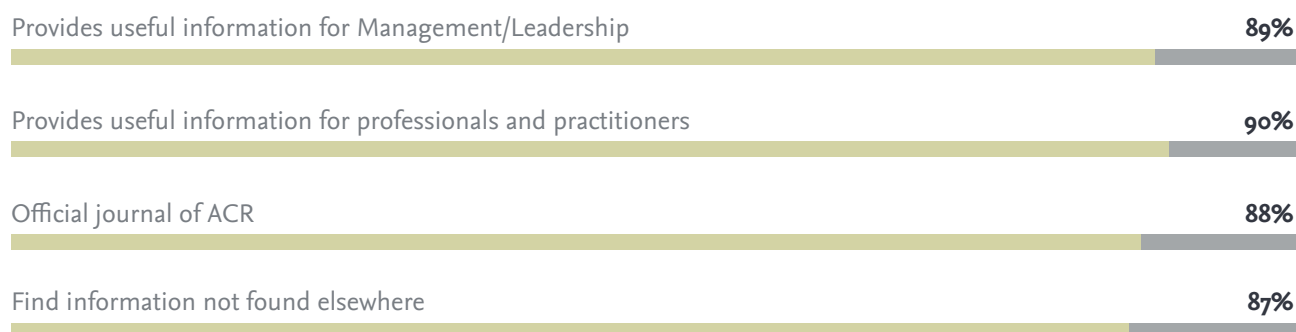 Provides useful information for Management/Leadership 89%
Provides useful information for professionals and practitioners 90%
Official journal of ACR 88%
Find information not found elsewhere 87%